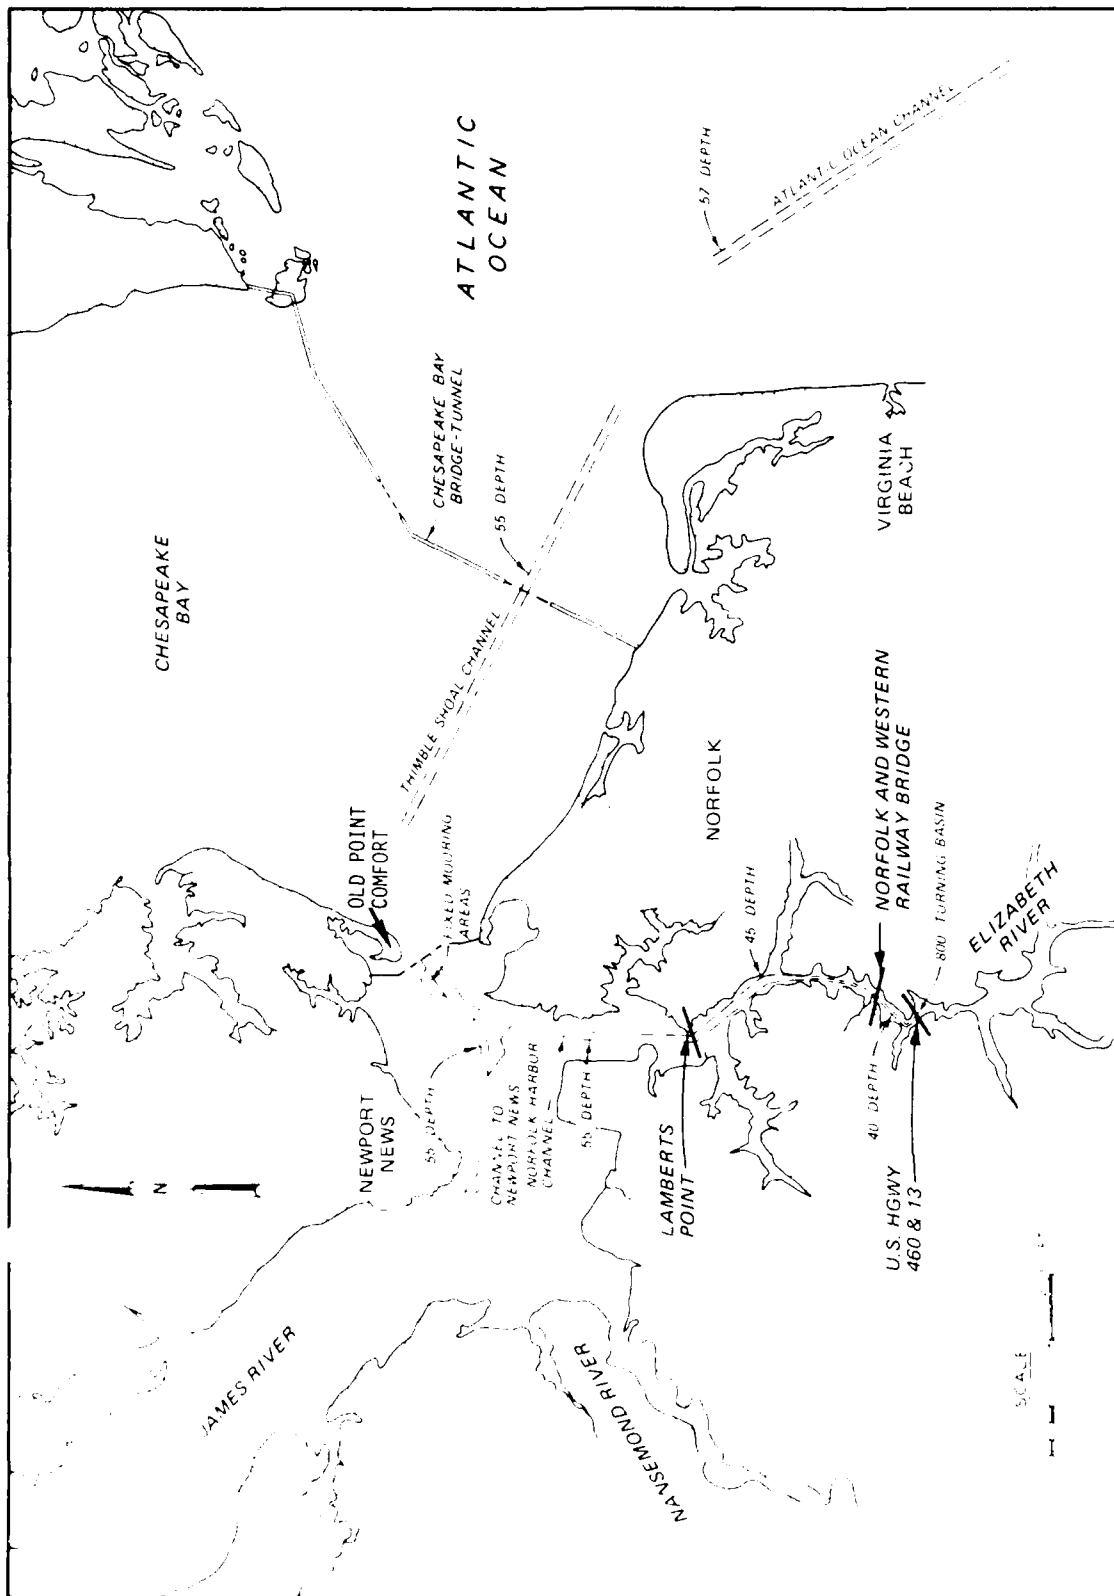 CHESAPEAKE
BAY
ATLANTIC
OCEAN
57 DEPTH
ATLANTIC OCEAN CHANNEL
CHESAPEAKE BAY
BRIDGE-TUNNEL
55 DEPTH
THIMBLE SHOAL CHANNEL
VIRGINIA
BEACH
OLD POINT
COMFORT
FIXED MOORING
AREAS
NORFOLK
NEWPORT
NEWS
N
JAMES RIVER
55 DEPTH
CHANNEL TO
NEWPORT NEWS
NORFOLK HARBOR
CHANNEL
55 DEPTH
LAMBERTS
POINT
45 DEPTH
NORFOLK AND WESTERN
RAILWAY BRIDGE
800 TURNING BASIN
ELIZABETH
RIVER
40 DEPTH
U.S. HGWY
460 & 13
NANSEMOND RIVER
SCALE